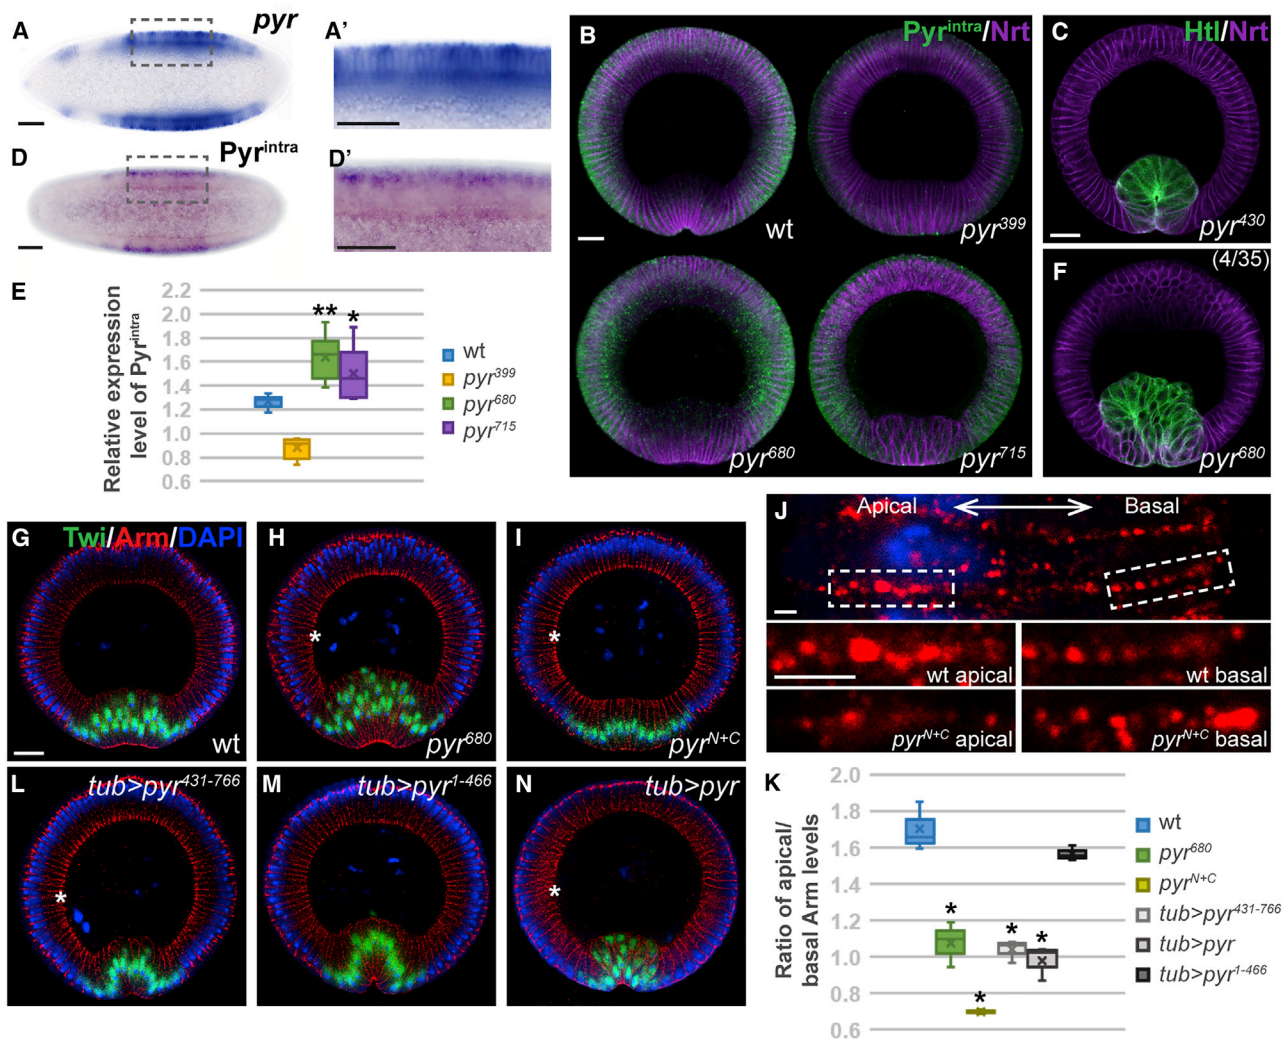 A
pyr
A'
D
Pyr^intra
D'
B
Pyr^intra/Nrt
wt
pyr^399
pyr^680
pyr^715
C
Htl/Nrt
pyr^430
F
(4/35)
pyr^680
E
Relative expression
level of Pyr^intra
2.2
2.0
1.8
1.6
1.4
1.2
1.0
0.8
0.6
**
*
wt
pyr^399
pyr^680
pyr^715
G
Twi/Arm/DAPI
wt
H
*
pyr^680
I
*
pyr^N+C
J
Apical
Basal
wt apical
wt basal
pyr^N+C apical
pyr^N+C basal
L
tub>pyr^431-766
*
M
tub>pyr^1-466
N
tub>pyr
*
K
Ratio of apical/
basal Arm levels
2.0
1.8
1.6
1.4
1.2
1.0
0.8
0.6
*
*
*
*
wt
pyr^680
pyr^N+C
tub>pyr^431-766
tub>pyr
tub>pyr^1-466